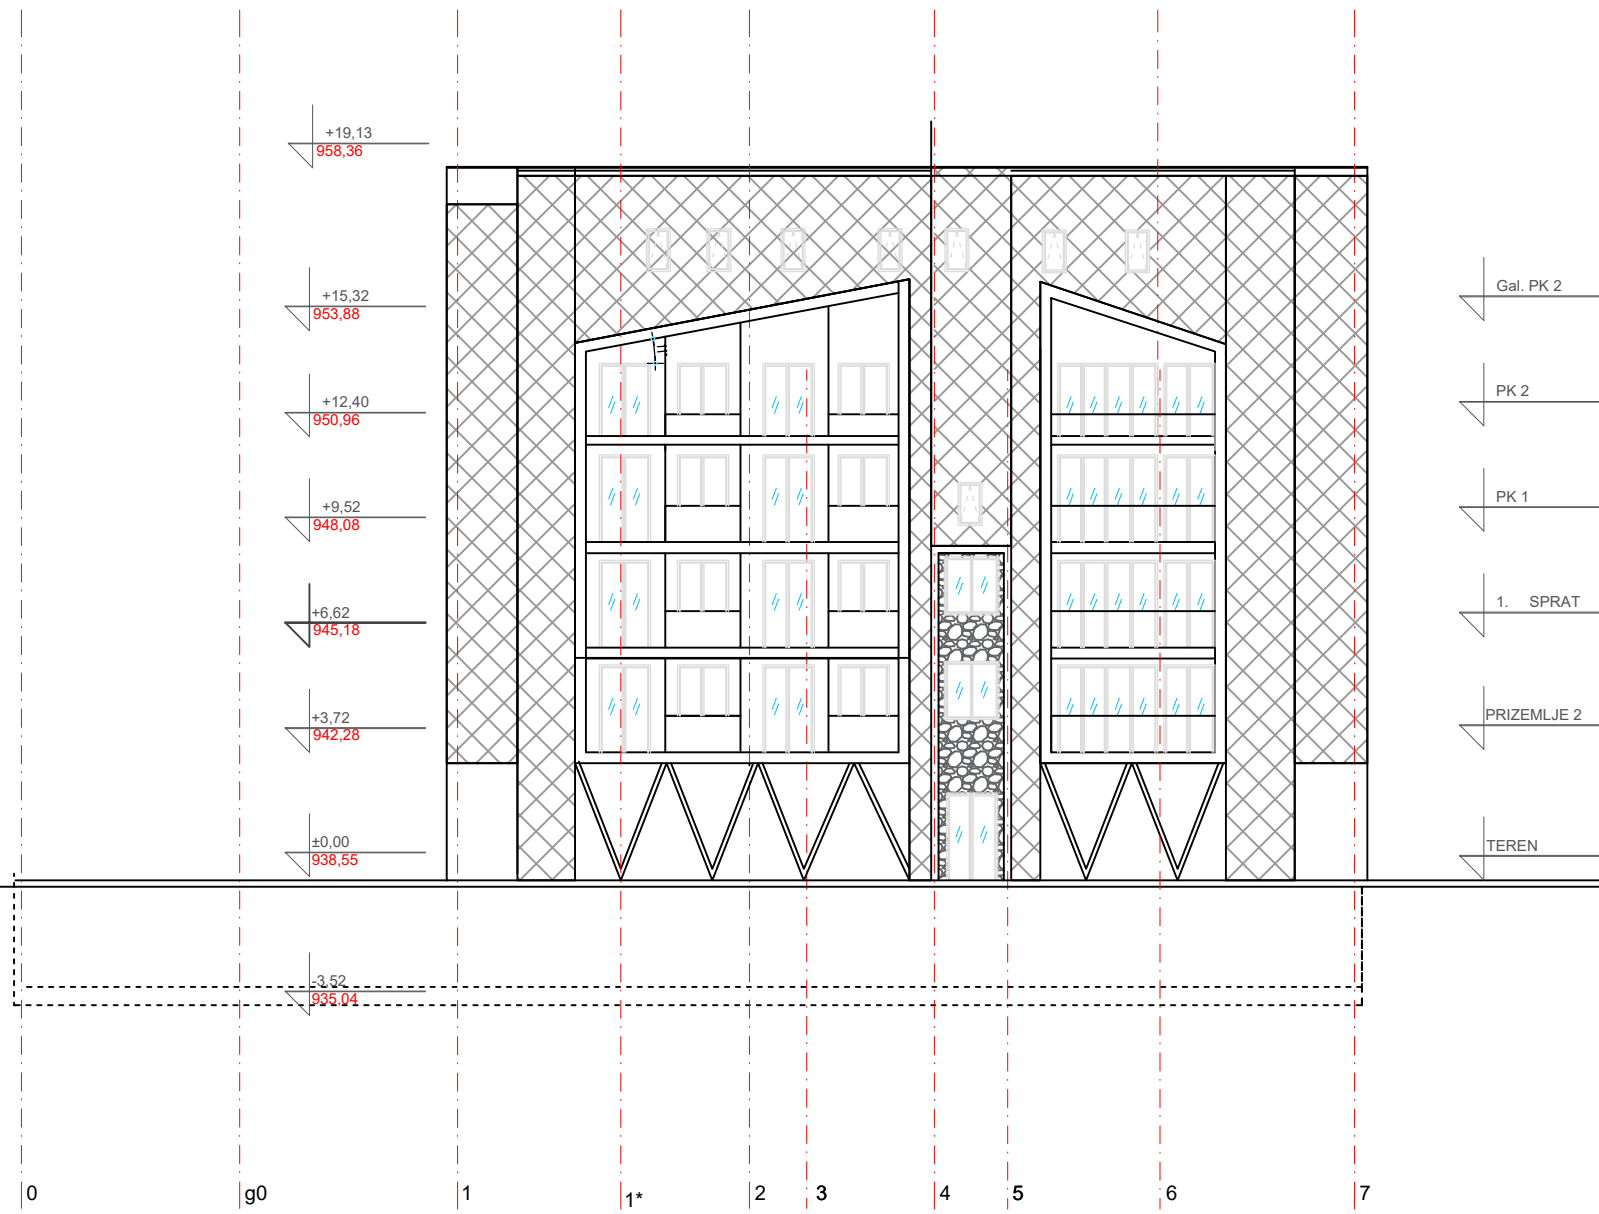 +19,13
958,36
+15,32
953,88
Gal. PK 2
+12,40
950,96
PK 2
+9,52
948,08
PK 1
+6,62
945,18
1. SPRAT
+3,72
942,28
PRIZEMLJE 2
±0,00
938,55
TEREN
-3,52
935,04
0 g0 1 1* 2 3 4 5 6 7